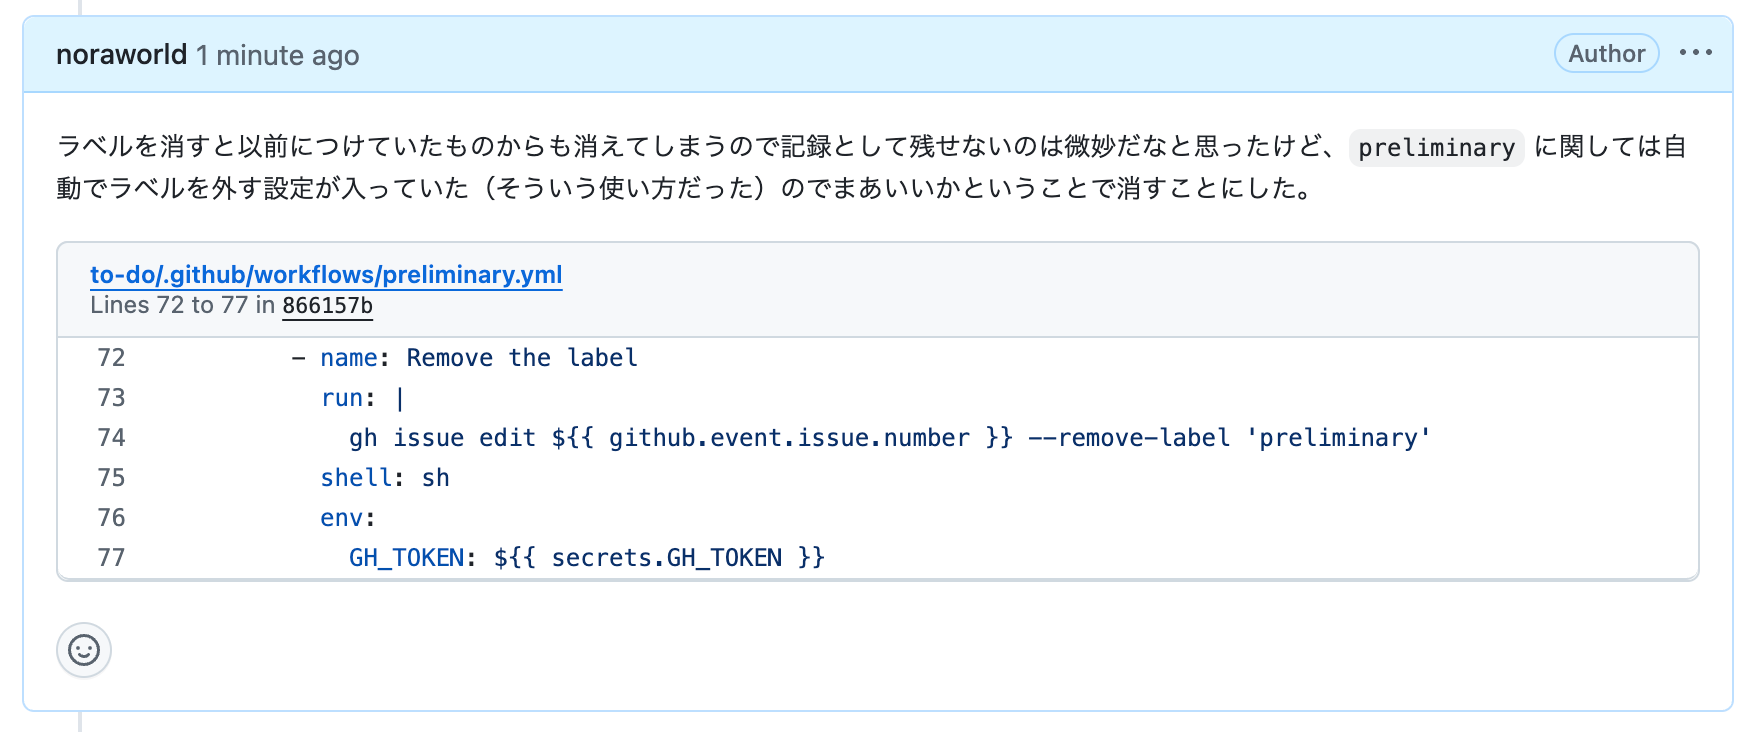 noraworld 1 minute ago
Author
ラベルを消すと以前につけていたものからも消えてしまうので記録として残せないのは微妙だなと思ったけど、 preliminary に関しては自
動でラベルを外す設定が入っていた（そういう使い方だった）のでまあいいかということで消すことにした。
to-do/.github/workflows/preliminary.yml
Lines 72 to 77 in 866157b
72 - name: Remove the label
73 run: |
74 gh issue edit ${{ github.event.issue.number }} --remove-label 'preliminary'
75 shell: sh
76 env:
77 GH_TOKEN: ${{ secrets.GH_TOKEN }}